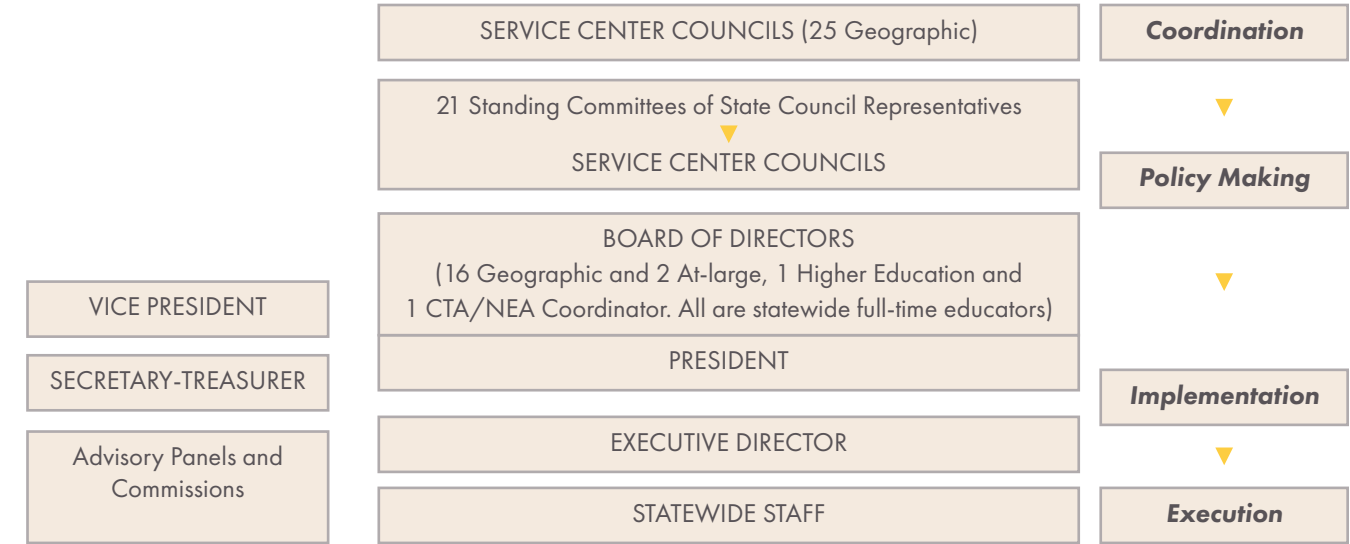 SERVICE CENTER COUNCILS (25 Geographic)
Coordination
21 Standing Committees of State Council Representatives
SERVICE CENTER COUNCILS
Policy Making
BOARD OF DIRECTORS
(16 Geographic and 2 At-large, 1 Higher Education and
1 CTA/NEA Coordinator. All are statewide full-time educators)
PRESIDENT
VICE PRESIDENT
SECRETARY-TREASURER
Advisory Panels and
Commissions
Implementation
EXECUTIVE DIRECTOR
STATEWIDE STAFF
Execution